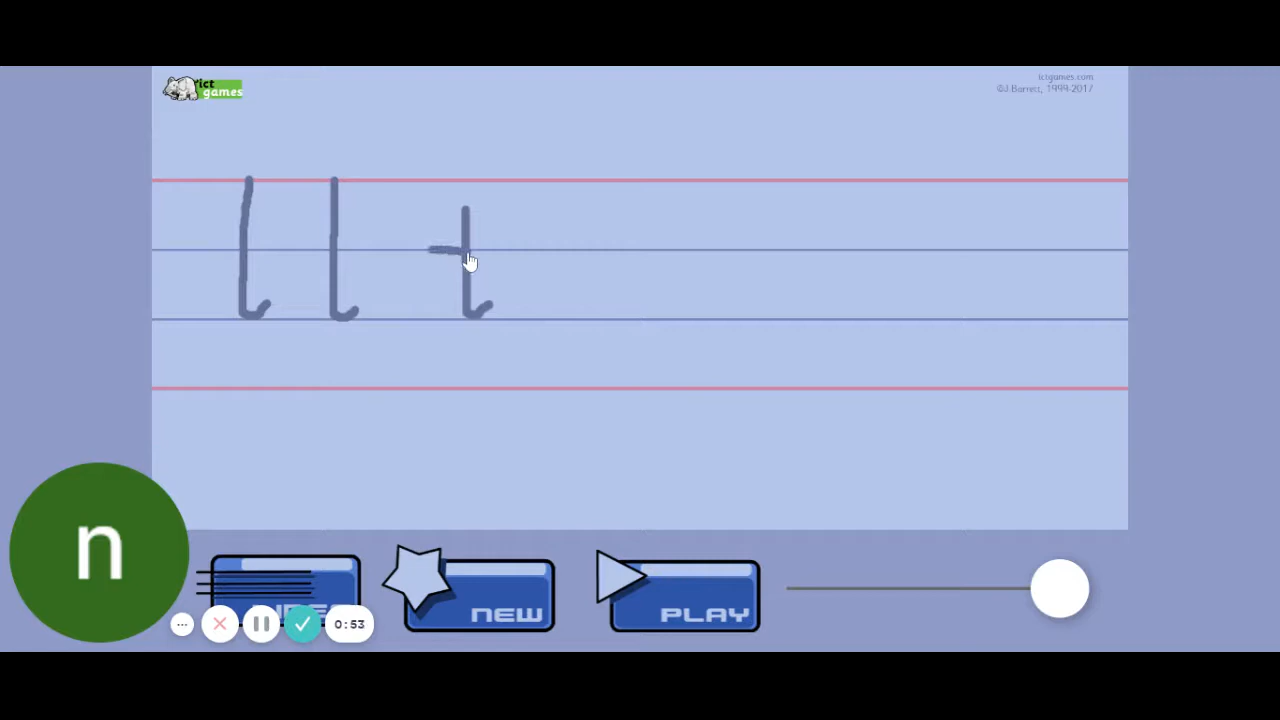 ict
games
ictgames.com
©J.Barrett, 1999-2017
l l t
n
NEW
PLAY
0:53